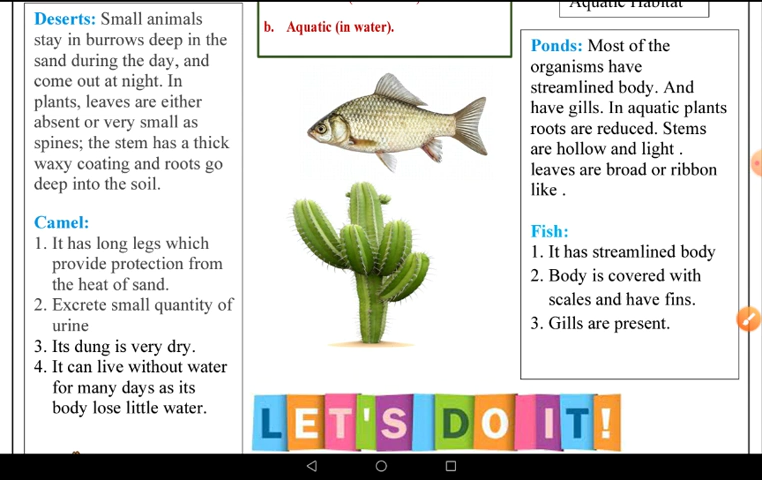 Deserts: Small animals
stay in burrows deep in the
sand during the day, and
come out at night. In
plants, leaves are either
absent or very small as
spines; the stem has a thick
waxy coating and roots go
deep into the soil.
Camel:
1. It has long legs which
provide protection from
the heat of sand.
2. Excrete small quantity of
urine
3. Its dung is very dry.
4. It can live without water
for many days as its
body lose little water.
b. Aquatic (in water).
LET'S DO IT!
Aquatic Habitat
Ponds: Most of the
organisms have
streamlined body. And
have gills. In aquatic plants
roots are reduced. Stems
are hollow and light .
leaves are broad or ribbon
like .
Fish:
1. It has streamlined body
2. Body is covered with
scales and have fins.
3. Gills are present.